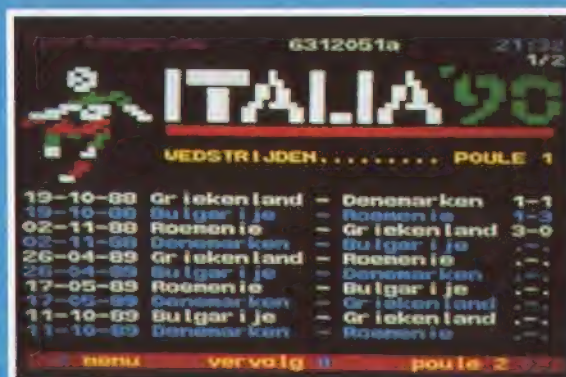 6312051a 21:32
1/2
ITALIA '90
WEDSTRIJDEN......... POULE 1
19-10-88 Griekenland - Denemarken 1-1
19-10-88 Bulgarije - Roemenie 1-3
02-11-88 Roemenie - Griekenland 3-0
02-11-88 Denemarken - Bulgarije .-.
26-04-89 Griekenland - Roemenie .-.
26-04-89 Bulgarije - Denemarken .-.
17-05-89 Roemenie - Bulgarije .-.
17-05-89 Denemarken - Griekenland .-.
11-10-89 Bulgarije - Griekenland .-.
11-10-89 Denemarken - Roemenie .-.
menu vervolg poule 2